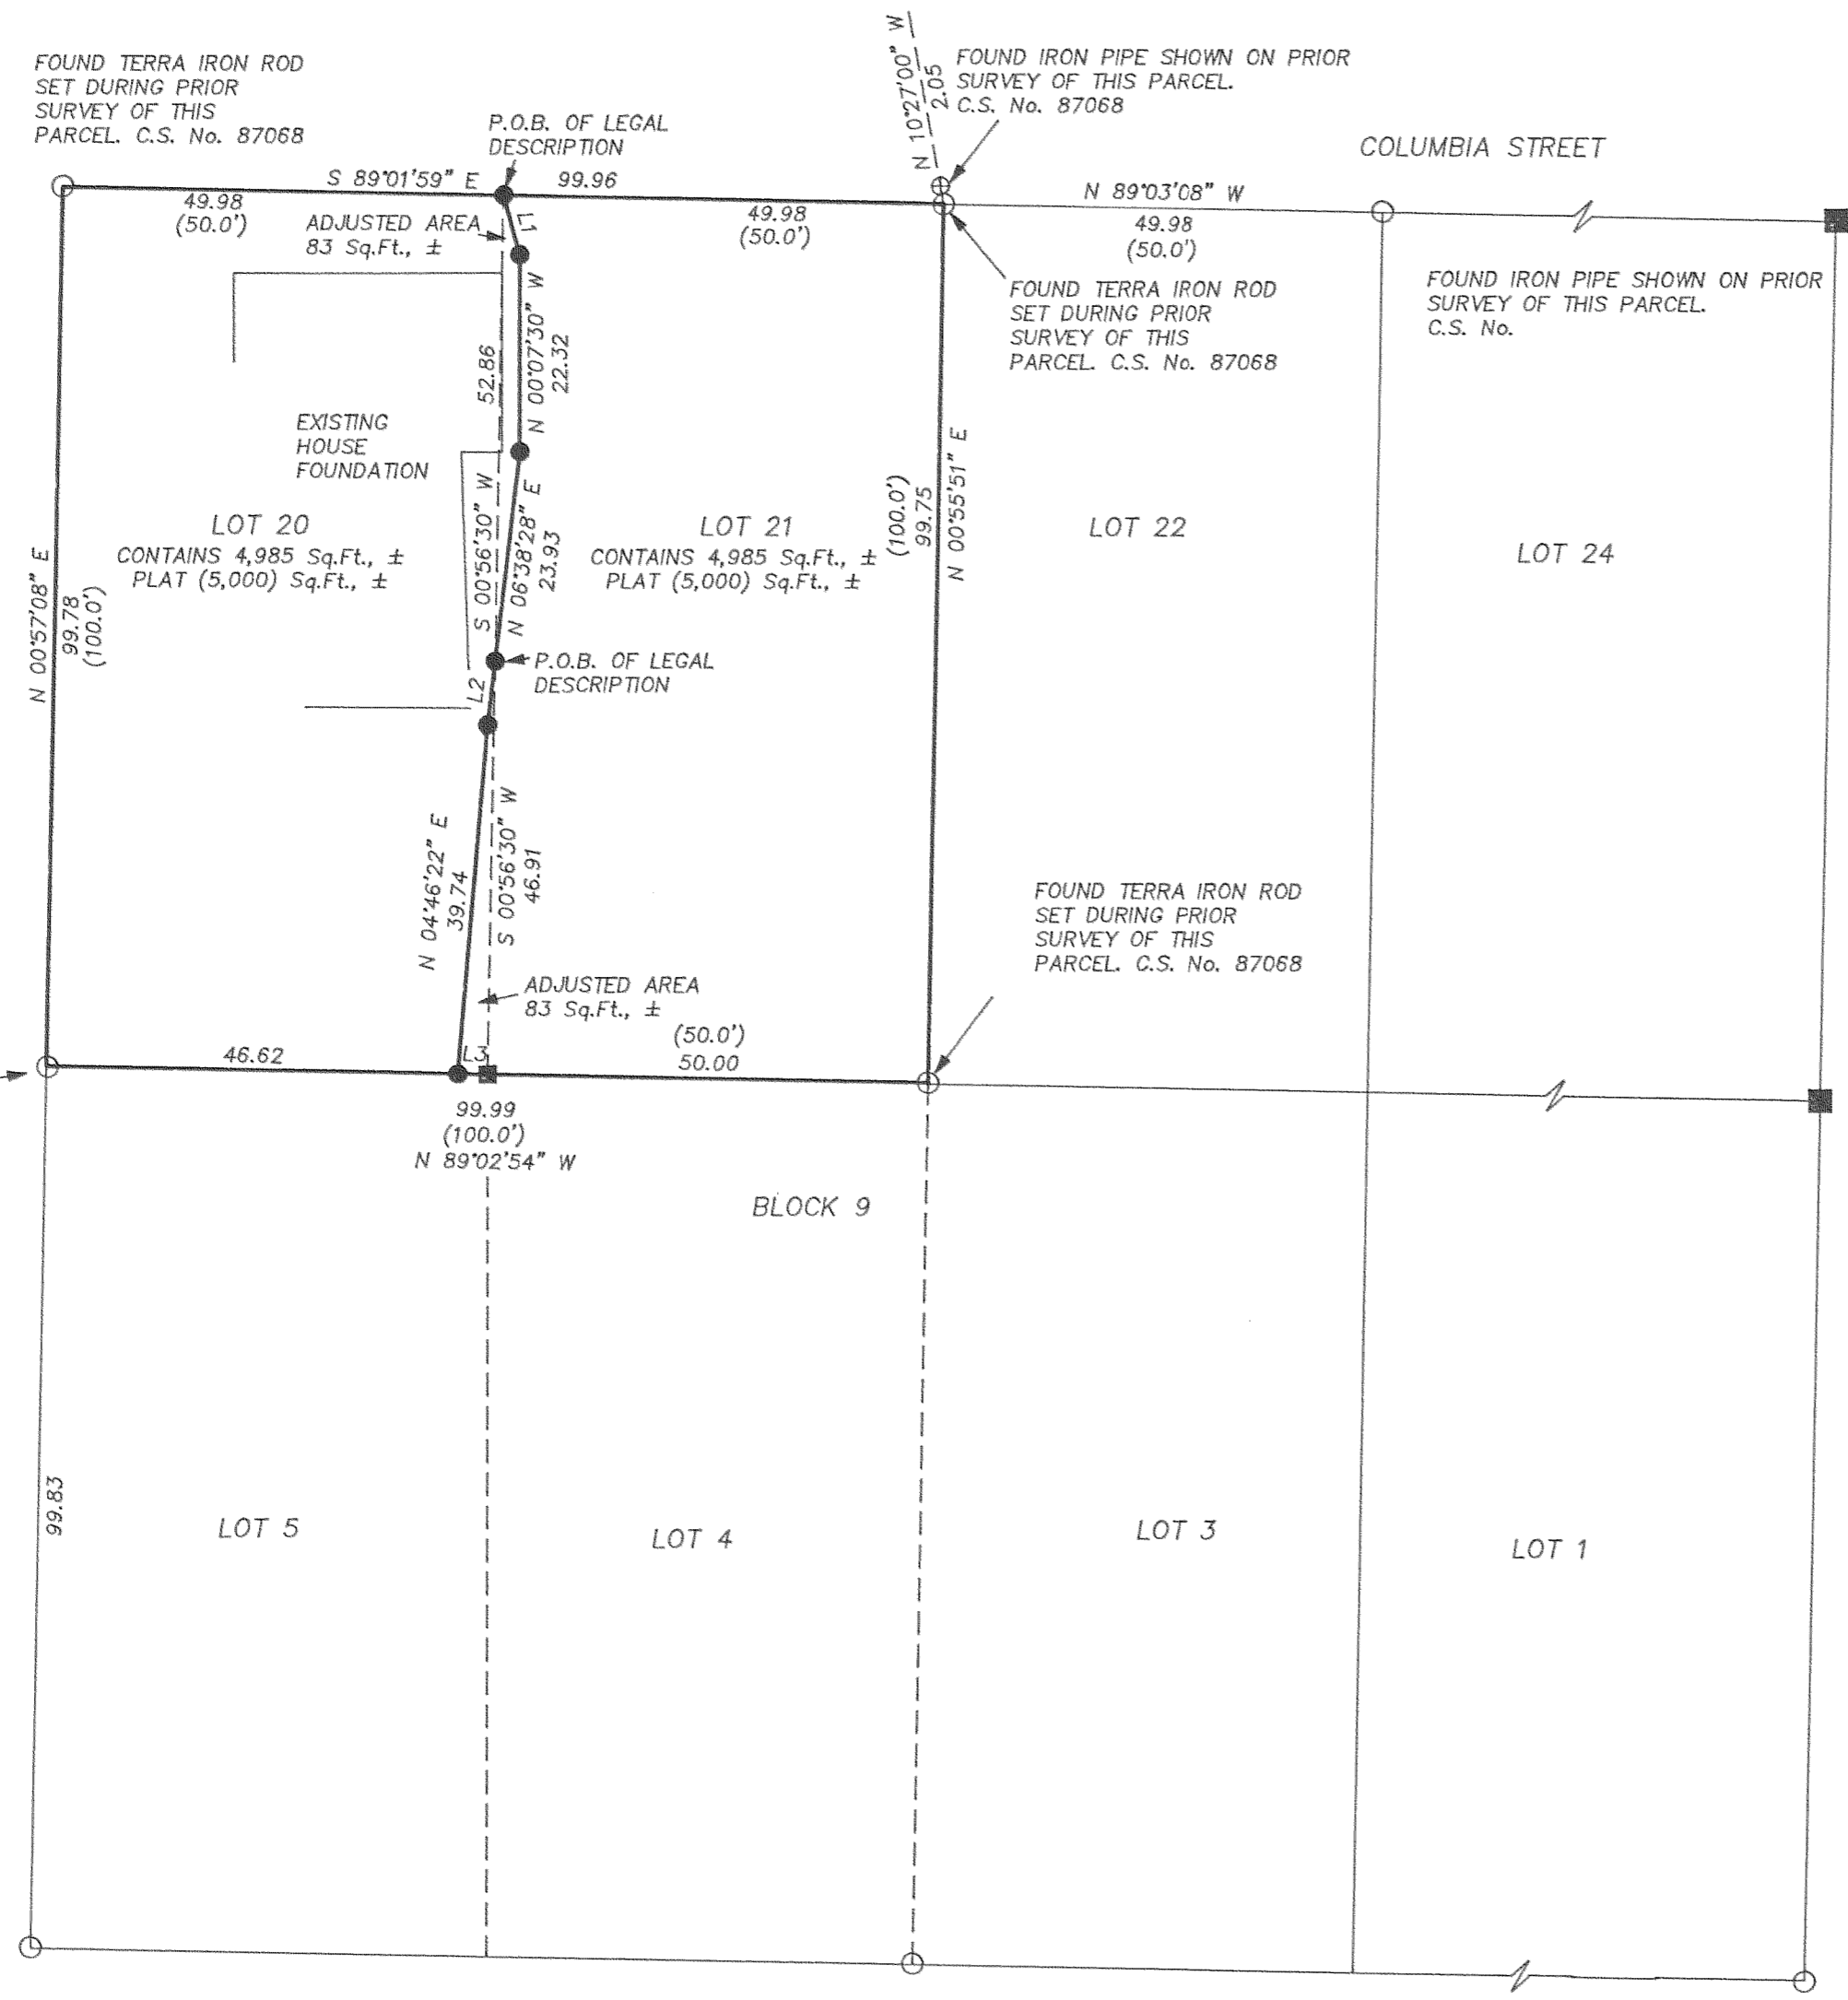 FOUND TERRA IRON ROD
SET DURING PRIOR
SURVEY OF THIS
PARCEL. C.S. No. 87068
P.O.B. OF LEGAL
DESCRIPTION
N 10°27'00" W
2.05
FOUND IRON PIPE SHOWN ON PRIOR
SURVEY OF THIS PARCEL.
C.S. No. 87068
COLUMBIA STREET
S 89°01'59" E
99.96
49.98
(50.0')
ADJUSTED AREA
83 Sq.Ft., ±
L1
49.98
(50.0')
N 89°03'08" W
49.98
(50.0')
FOUND TERRA IRON ROD
SET DURING PRIOR
SURVEY OF THIS
PARCEL. C.S. No. 87068
FOUND IRON PIPE SHOWN ON PRIOR
SURVEY OF THIS PARCEL.
C.S. No.
52.86
N 00°07'30" W
22.32
EXISTING
HOUSE
FOUNDATION
S 00°56'30" W
N 06°38'28" E
23.93
LOT 20
CONTAINS 4,985 Sq.Ft., ±
PLAT (5,000) Sq.Ft., ±
LOT 21
CONTAINS 4,985 Sq.Ft., ±
PLAT (5,000) Sq.Ft., ±
(100.0')
99.75
N 00°55'51" E
LOT 22
LOT 24
N 00°57'08" E
99.78
(100.0')
P.O.B. OF LEGAL
DESCRIPTION
L2
N 04°46'22" E
39.74
S 00°56'30" W
46.91
FOUND TERRA IRON ROD
SET DURING PRIOR
SURVEY OF THIS
PARCEL. C.S. No. 87068
ADJUSTED AREA
83 Sq.Ft., ±
(50.0')
50.00
46.62
L3
99.99
(100.0')
N 89°02'54" W
BLOCK 9
99.83
LOT 5
LOT 4
LOT 3
LOT 1